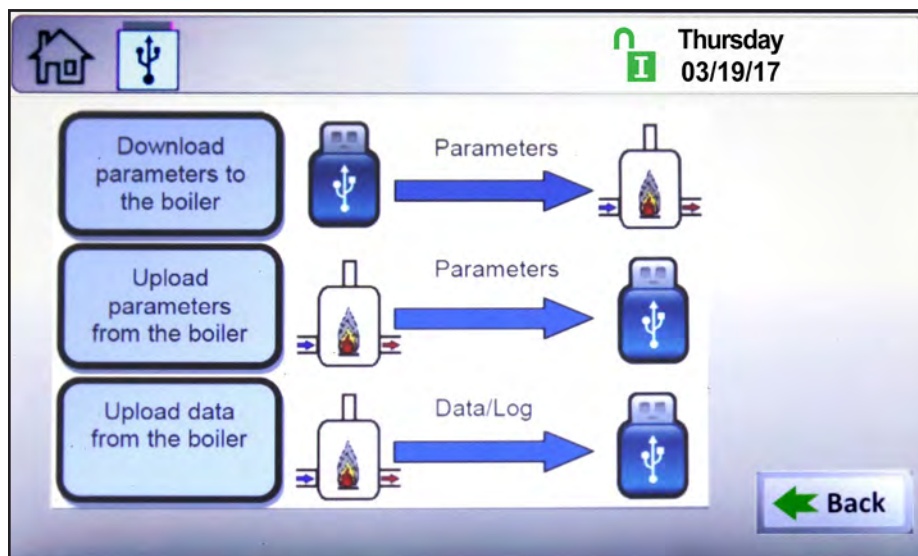 Thursday
03/19/17
Download
parameters to
the boiler
Parameters
Upload
parameters
from the boiler
Parameters
Upload data
from the boiler
Data/Log
Back
I